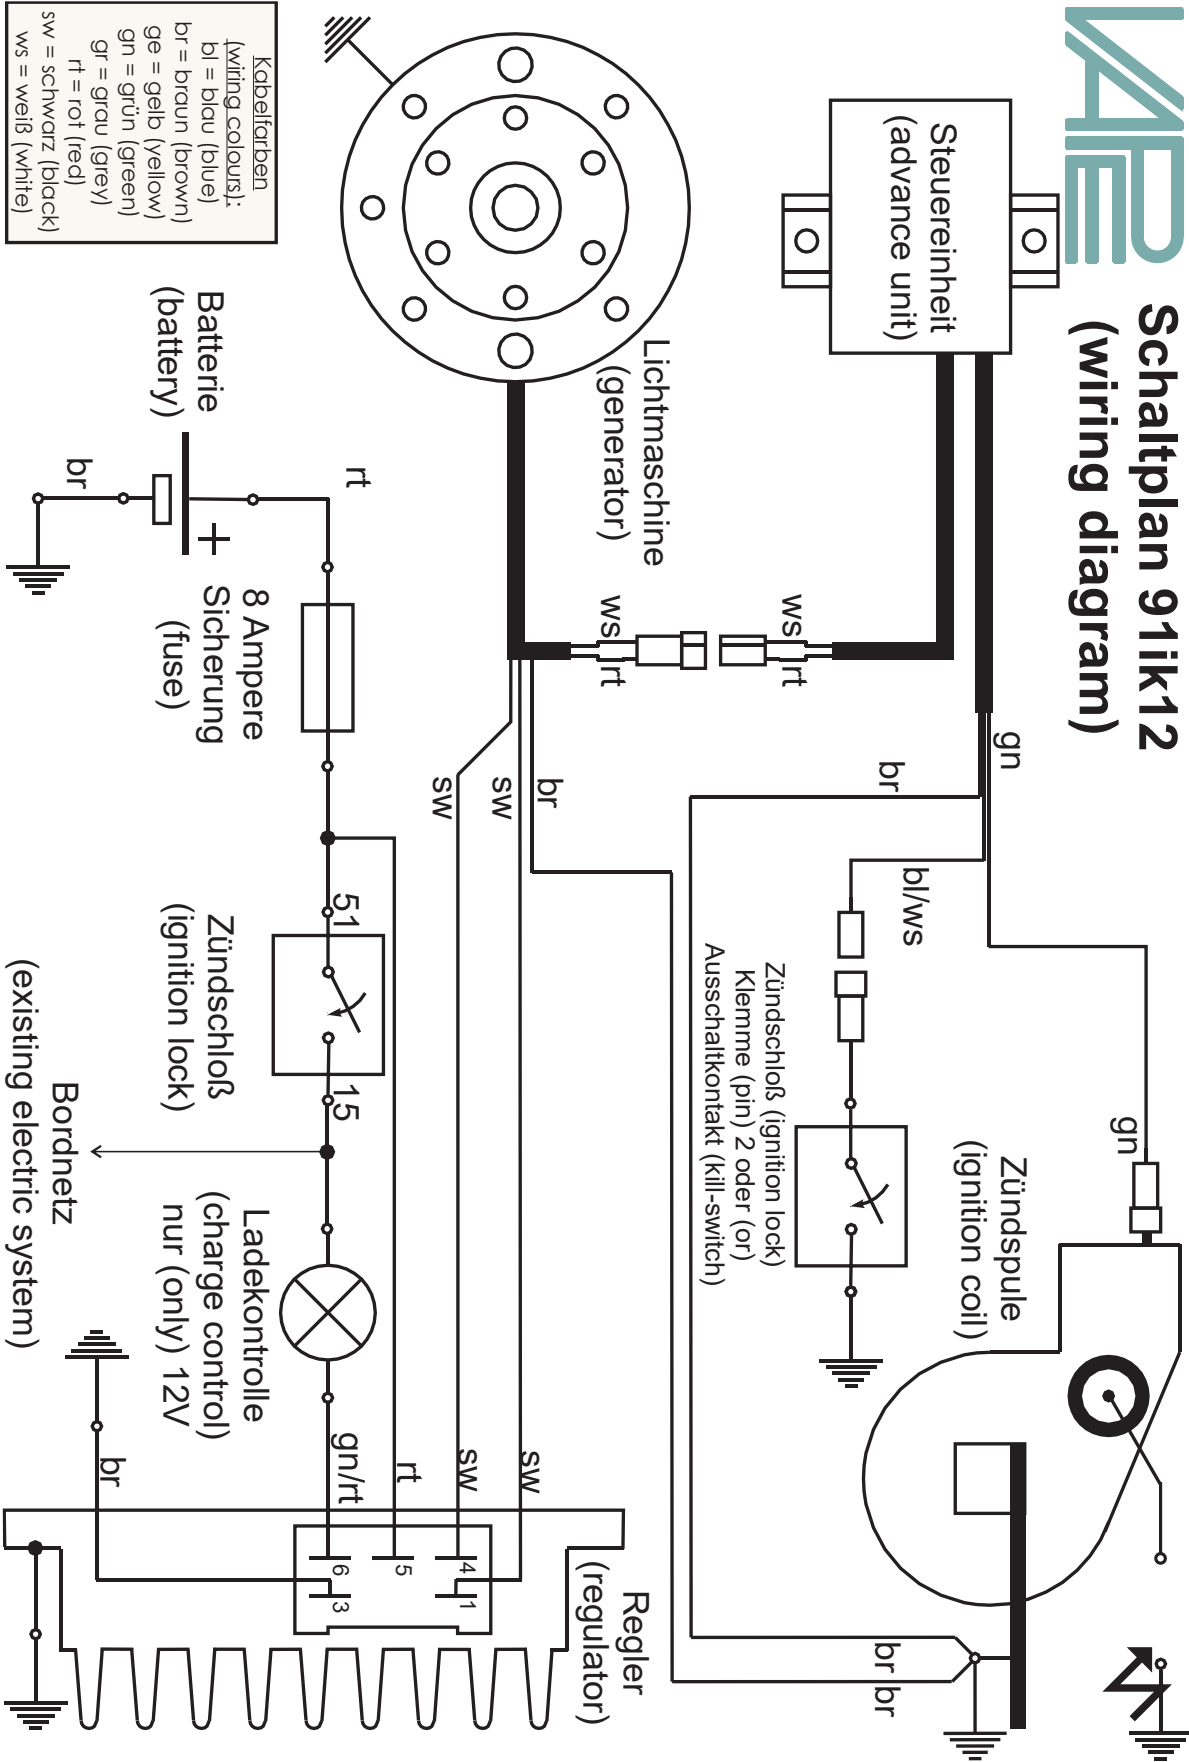 VAPE
Schaltplan 91ik12
(wiring diagram)
Steuereinheit
(advance unit)
Lichtmaschine
(generator)
Kabelfarben
(wiring colours):
bl = blau (blue)
br = braun (brown)
ge = gelb (yellow)
gn = grün (green)
gr = grau (grey)
rt = rot (red)
sw = schwarz (black)
ws = weiß (white)
Batterie
(battery)
br
+
rt
8 Ampere
Sicherung
(fuse)
ws
rt
ws
rt
gn
br
bl/ws
br
sw
sw
51
15
Zündschloß
(ignition lock)
Zündschloß (ignition lock)
Klemme (pin) 2 oder (or)
Ausschaltkontakt (kill-switch)
gn
Zündspule
(ignition coil)
Bordnetz
(existing electric system)
Ladekontrolle
(charge control)
nur (only) 12V
br
gn/rt
rt
sw
sw
4
1
5
6
3
Regler
(regulator)
br
br